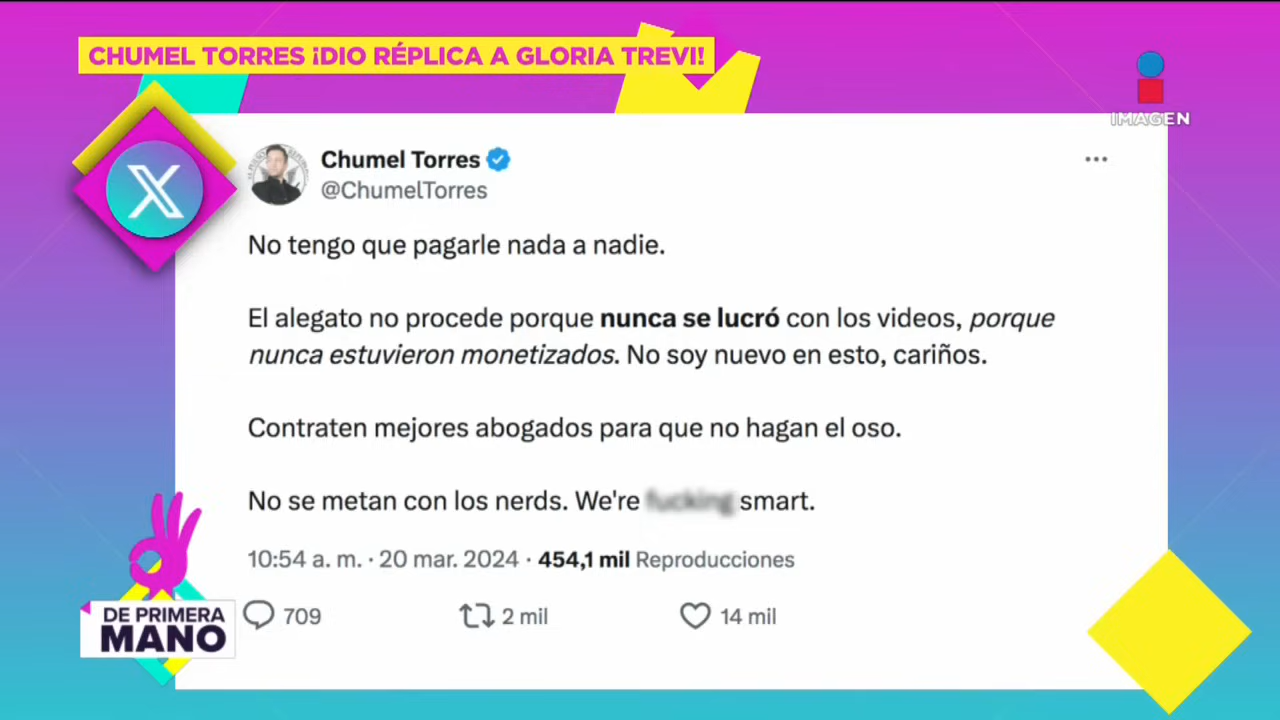 CHUMEL TORRES ¡DIO RÉPLICA A GLORIA TREVI!
IMAGEN
X
Chumel Torres
@ChumelTorres
No tengo que pagarle nada a nadie.
El alegato no procede porque nunca se lucró con los videos, porque
nunca estuvieron monetizados. No soy nuevo en esto, cariños.
Contraten mejores abogados para que no hagan el oso.
No se metan con los nerds. We're fucking smart.
10:54 a. m. · 20 mar. 2024 · 454,1 mil Reproducciones
709 2 mil 14 mil
DE PRIMERA
MANO